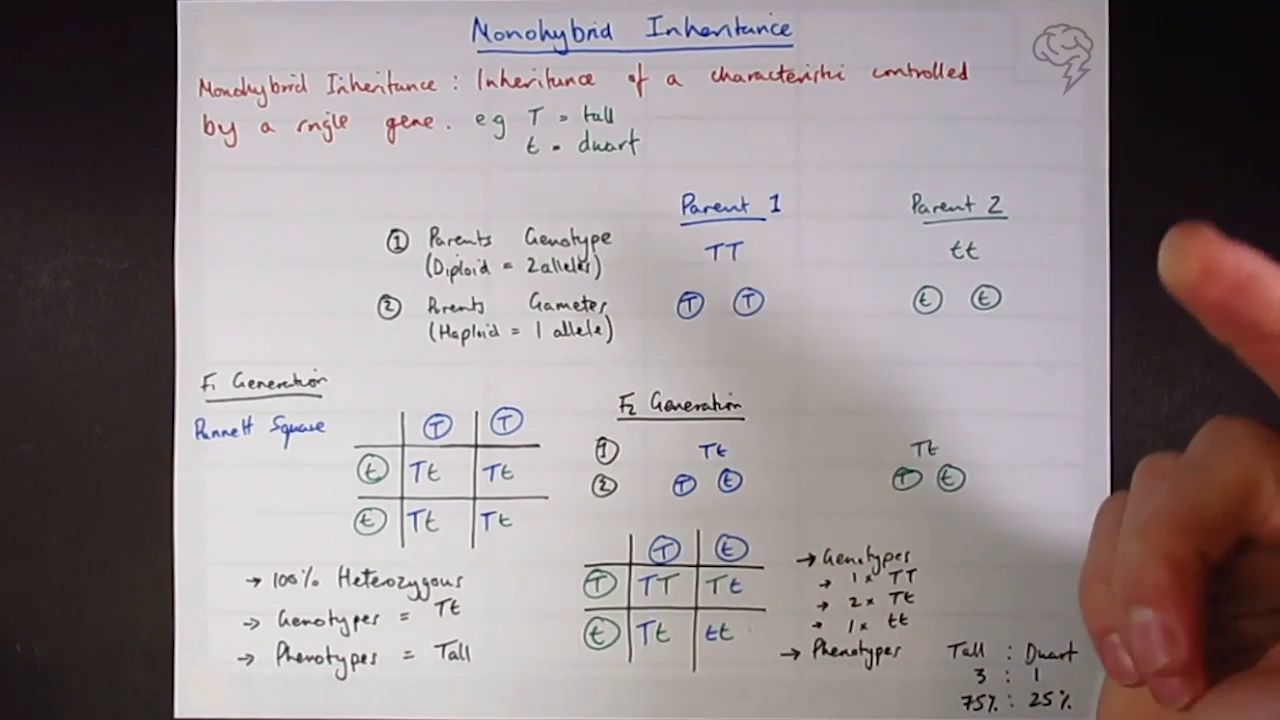 Monohybrid Inheritance
Monohybrid Inheritance : Inheritance of a characteristic controlled
by a single gene. eg T = tall
t = dwarf
Parent 1
Parent 2
① Parents Genotype
(Diploid = 2 alleles)
TT
tt
② Parents Gametes
(Haploid = 1 allele)
T T
t t
F1 Generation
Punnett Square
T T
t Tt Tt
t Tt Tt
→ 100% Heterozygous
→ Genotypes = Tt
→ Phenotypes = Tall
F2 Generation
① Tt Tt
② T t T t
T t
T TT Tt
t Tt tt
→ Genotypes
→ 1x TT
→ 2x Tt
→ 1x tt
→ Phenotypes Tall : Dwarf
3 : 1
75% : 25%